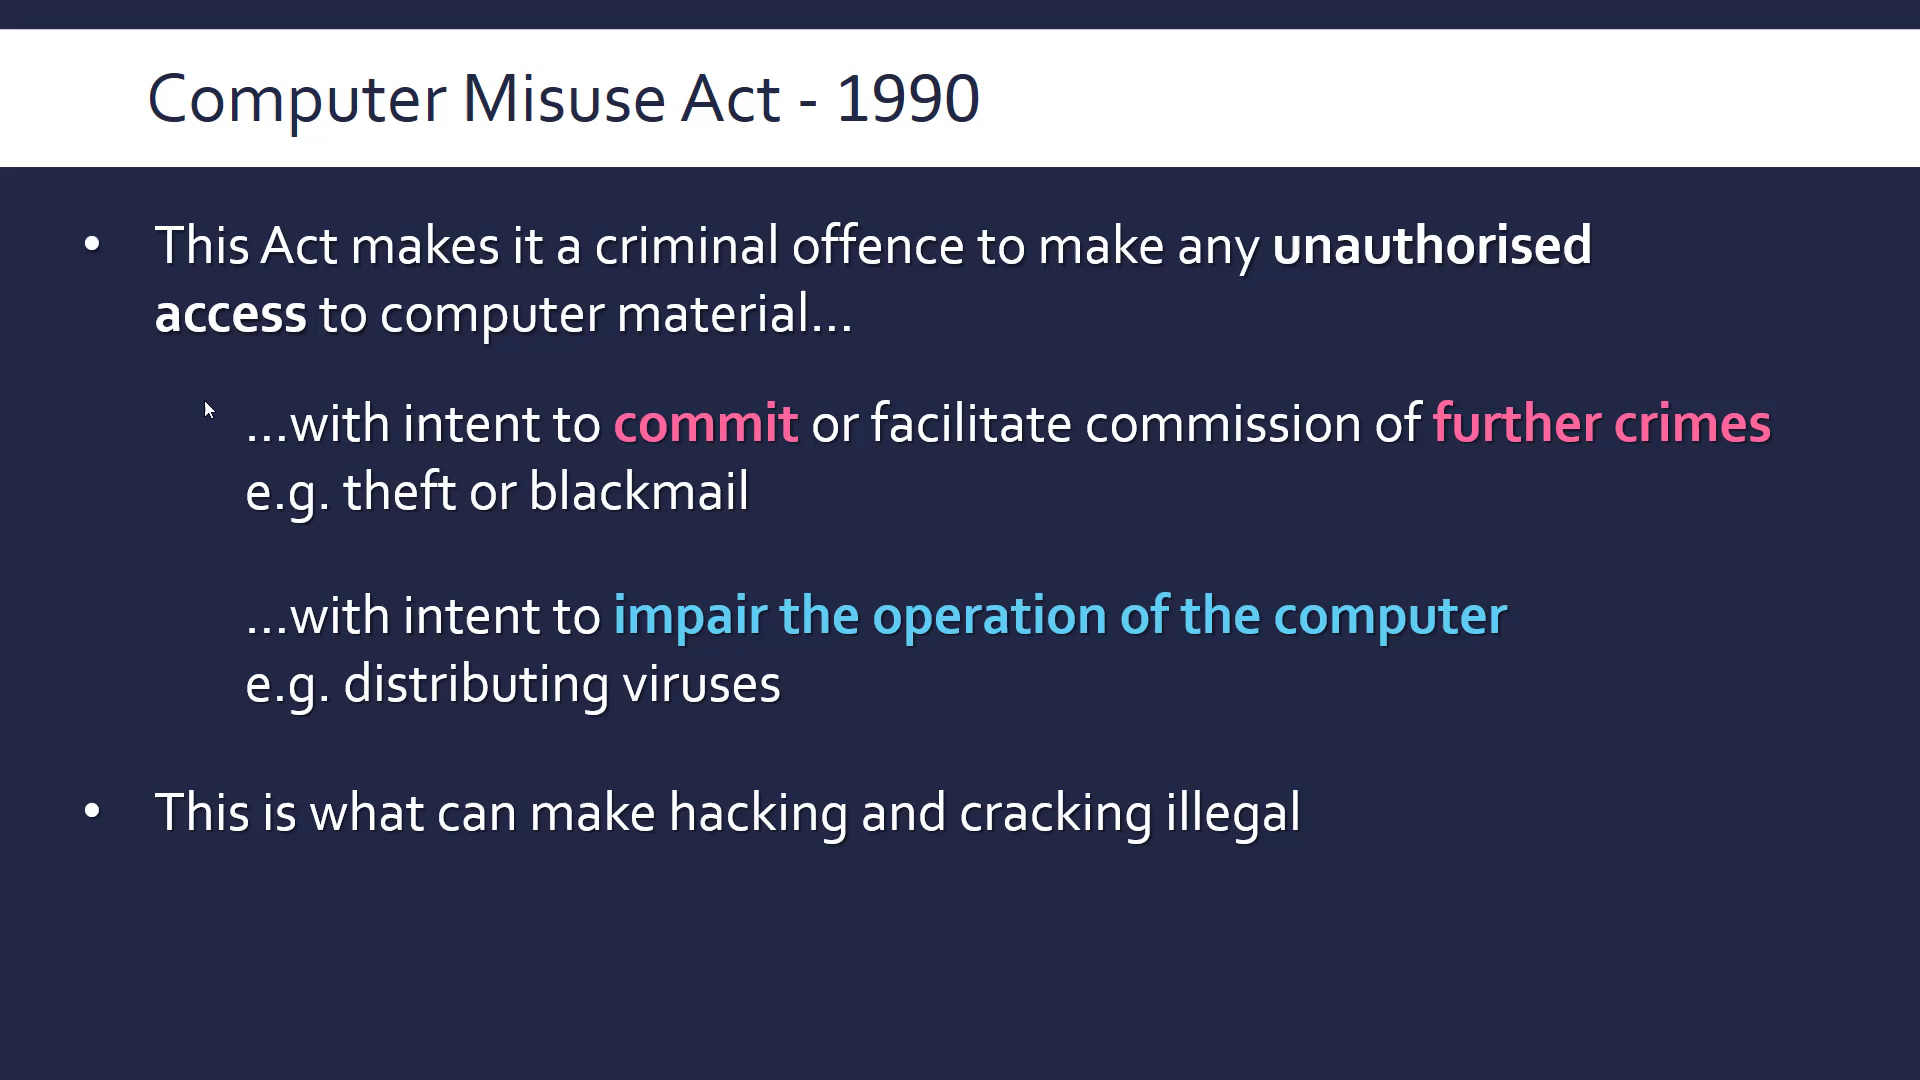 Computer Misuse Act - 1990
• This Act makes it a criminal offence to make any unauthorised
access to computer material...
...with intent to commit or facilitate commission of further crimes
e.g. theft or blackmail
...with intent to impair the operation of the computer
e.g. distributing viruses
• This is what can make hacking and cracking illegal